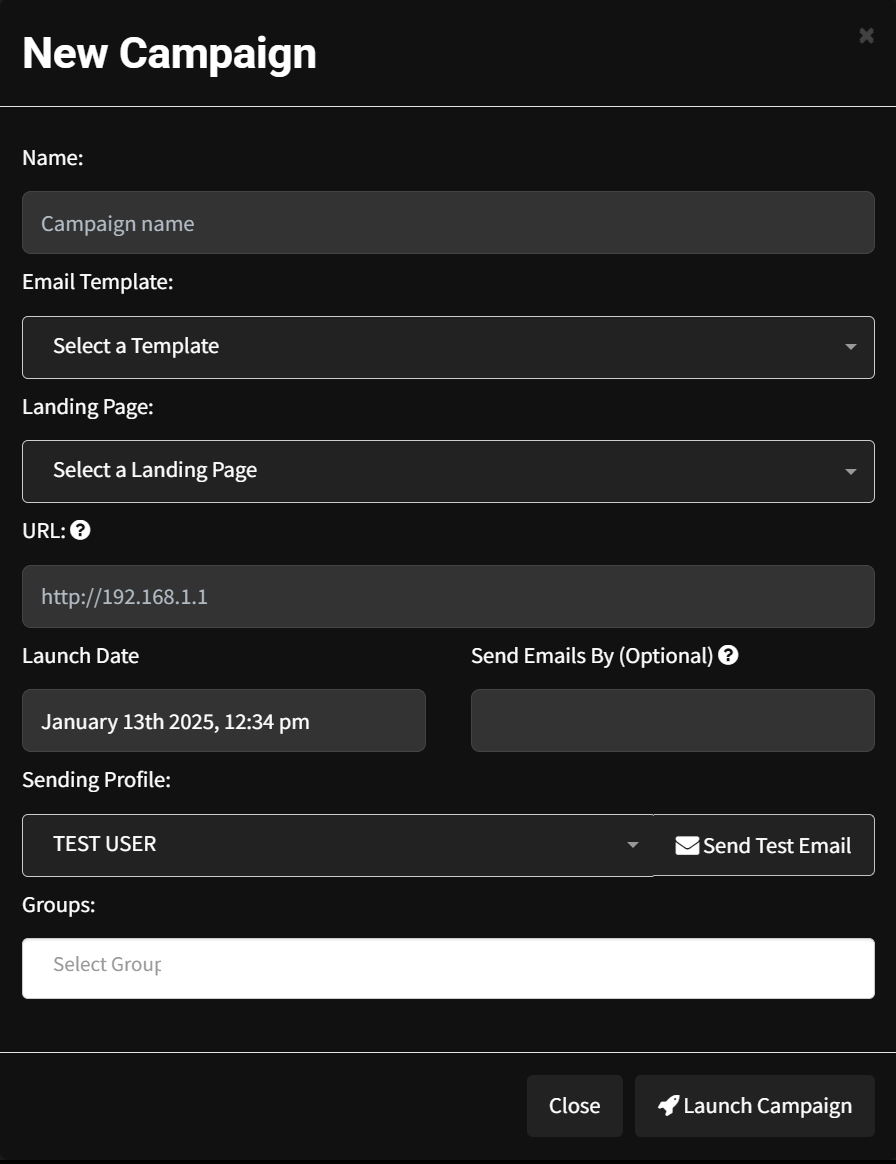 New Campaign
Name:
Campaign name
Email Template:
Select a Template
Landing Page:
Select a Landing Page
URL:
http://192.168.1.1
Launch Date
Send Emails By (Optional)
January 13th 2025, 12:34 pm
Sending Profile:
TEST USER
Send Test Email
Groups:
Select Group
Close
Launch Campaign